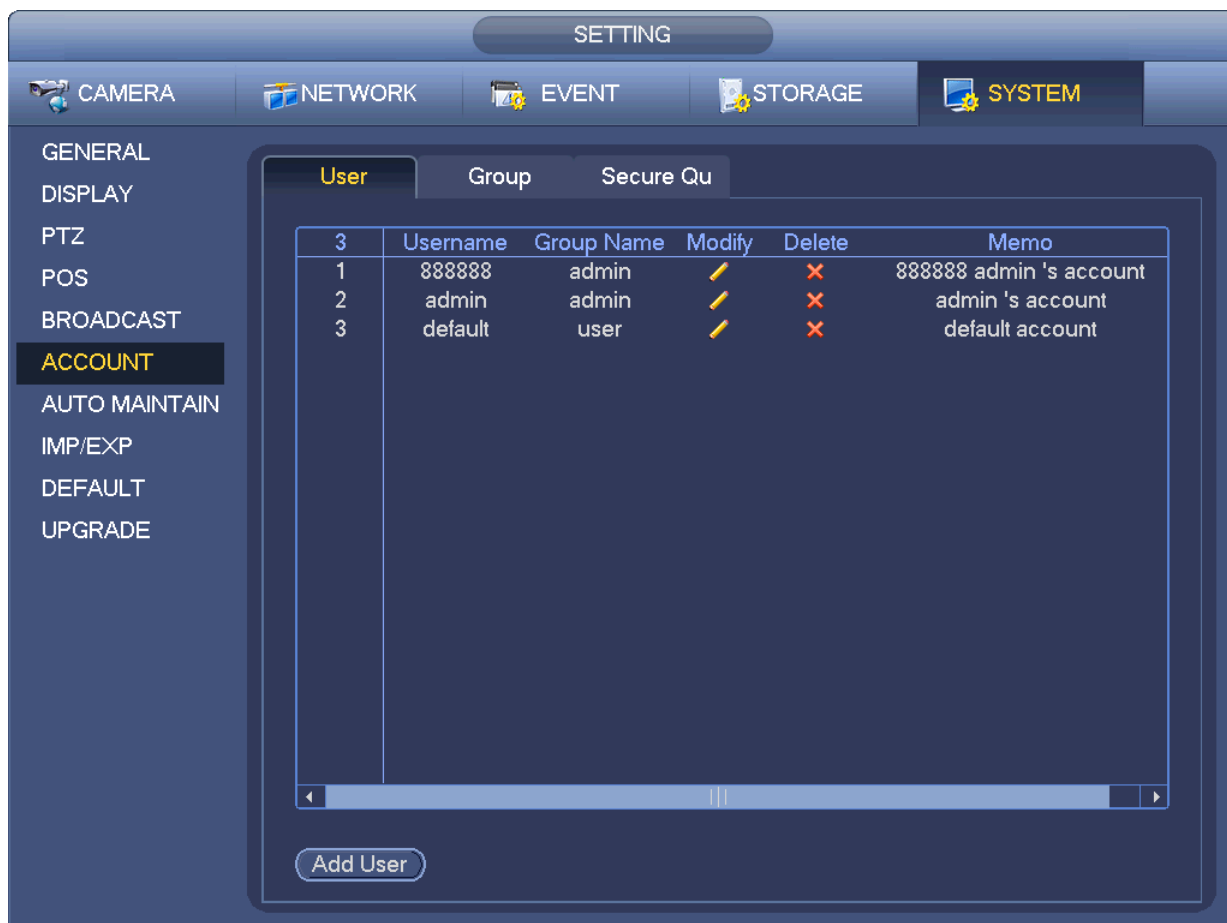 SETTING
CAMERA NETWORK EVENT STORAGE SYSTEM
GENERAL
DISPLAY
PTZ
POS
BROADCAST
ACCOUNT
AUTO MAINTAIN
IMP/EXP
DEFAULT
UPGRADE
User Group Secure Qu
3 Username Group Name Modify Delete Memo
1 888888 admin 888888 admin 's account
2 admin admin admin 's account
3 default user default account
Add User